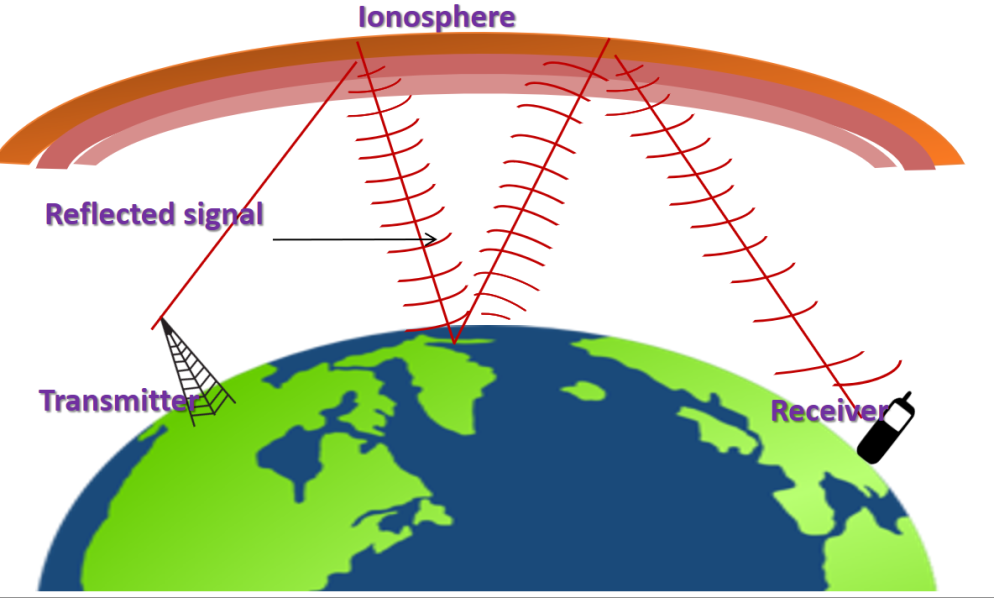 Ionosphere
Reflected signal
Transmitter
Receiver